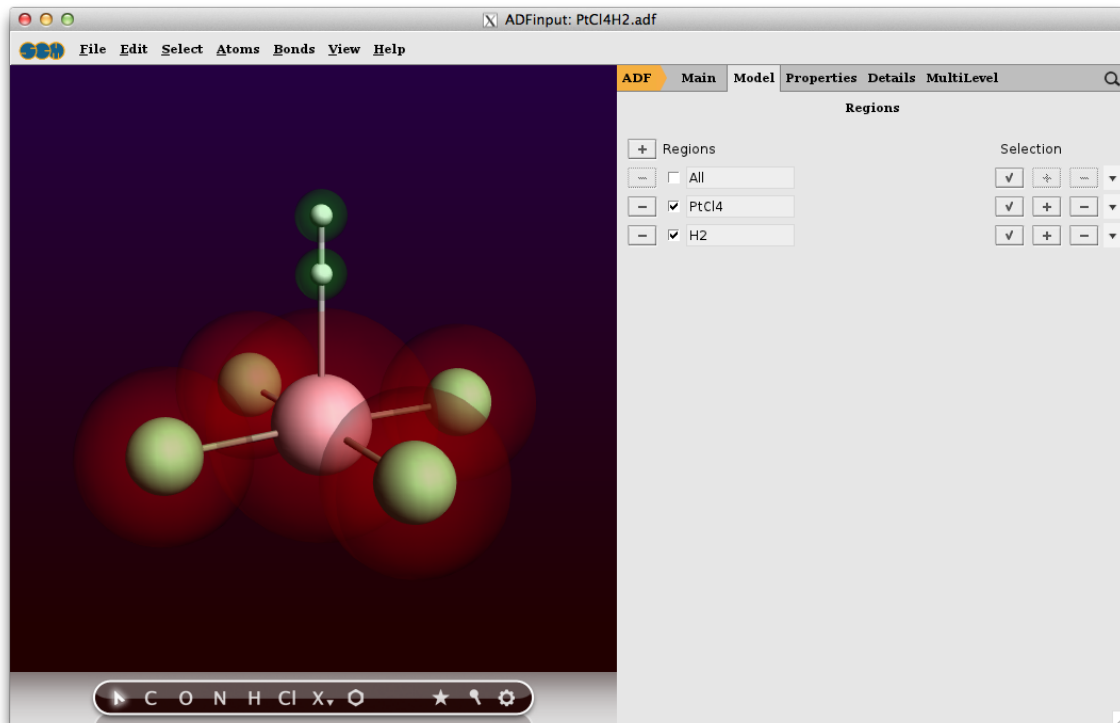 X ADFinput: PtCl4H2.adf
SCM File Edit Select Atoms Bonds View Help
ADF Main Model Properties Details MultiLevel
Regions
+ Regions Selection
All
PtCl4
H2
C O N H Cl X